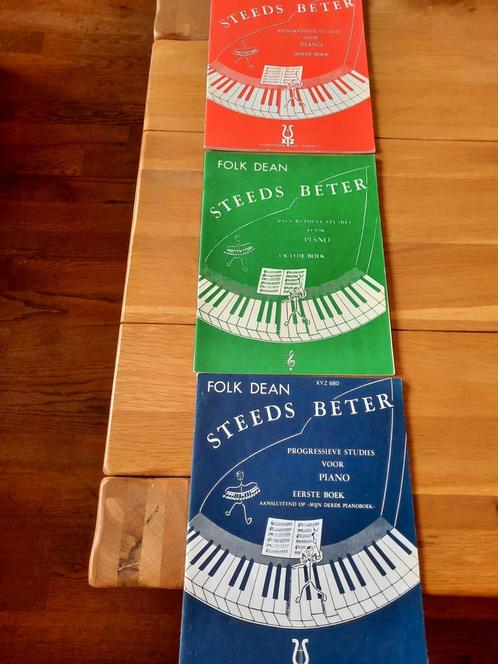 STEEDS BETER
PROGRESSIEVE STUDIES
VOOR
PIANO
DERDE BOEK
XYZ
FOLK DEAN
STEEDS BETER
PROGRESSIEVE STUDIES
VOOR
PIANO
TWEEDE BOEK
FOLK DEAN
XYZ 680
STEEDS BETER
PROGRESSIEVE STUDIES
VOOR
PIANO
EERSTE BOEK
AANSLUITEND OP «MIJN DERDE PIANOBOEK»